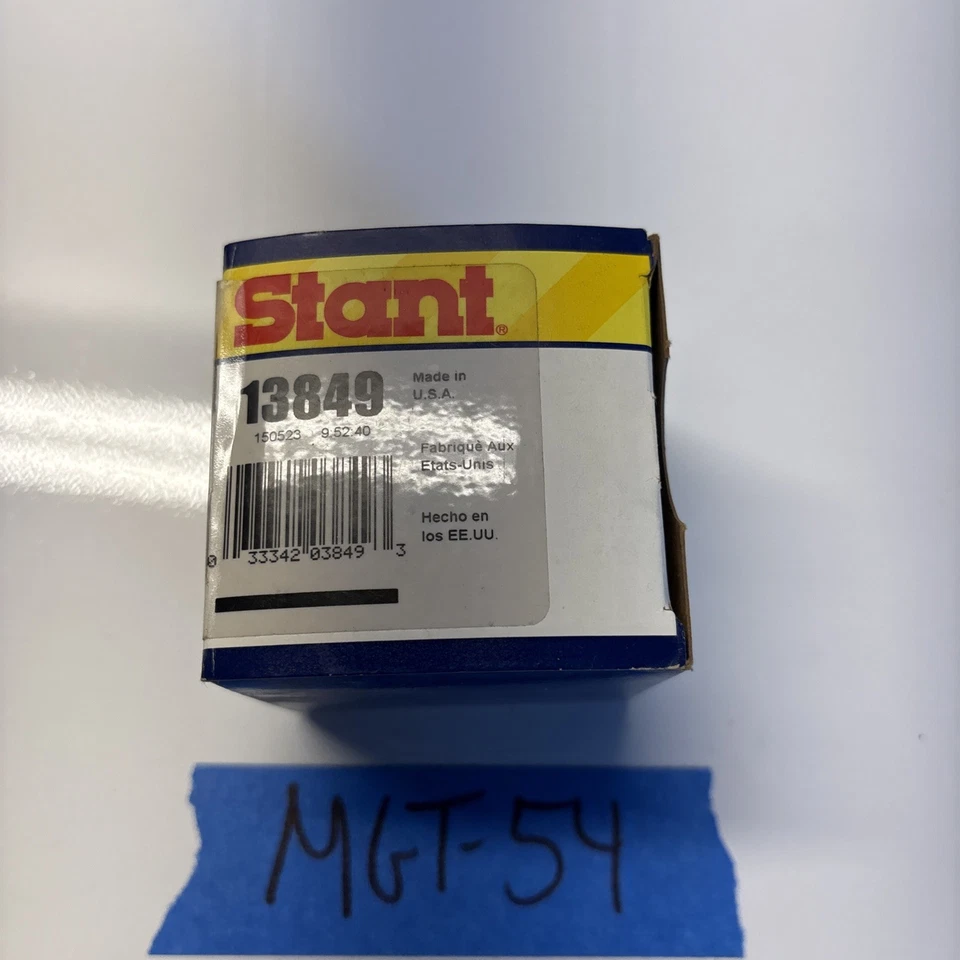 Stant®
13849
150523 9:52:40
Made in
U.S.A.
Fabriquè Aux
Etats-Unis
Hecho en
los EE.UU.
0 33342 03849 3
MGT-54